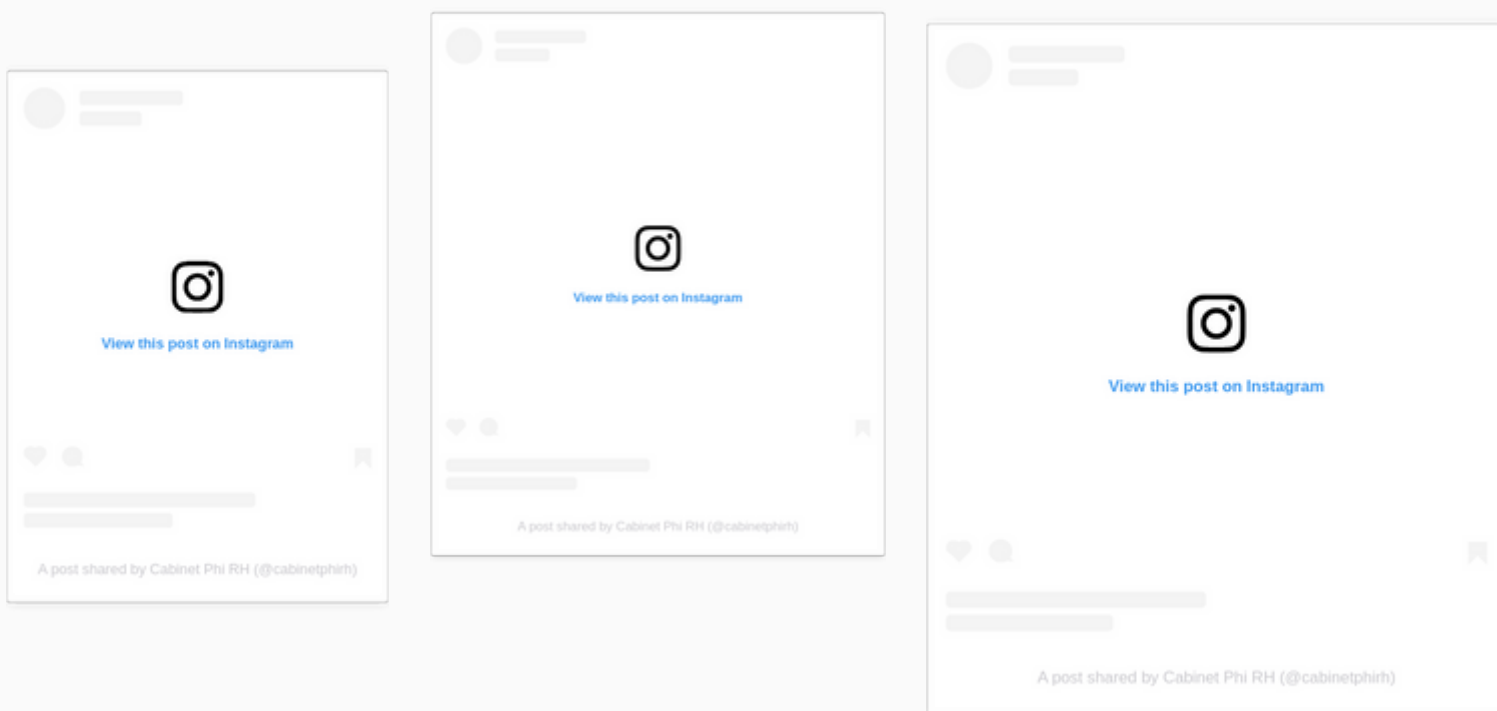 View this post on Instagram
A post shared by Cabinet Phi RH (@cabinetphirh)
View this post on Instagram
A post shared by Cabinet Phi RH (@cabinetphirh)
View this post on Instagram
A post shared by Cabinet Phi RH (@cabinetphirh)